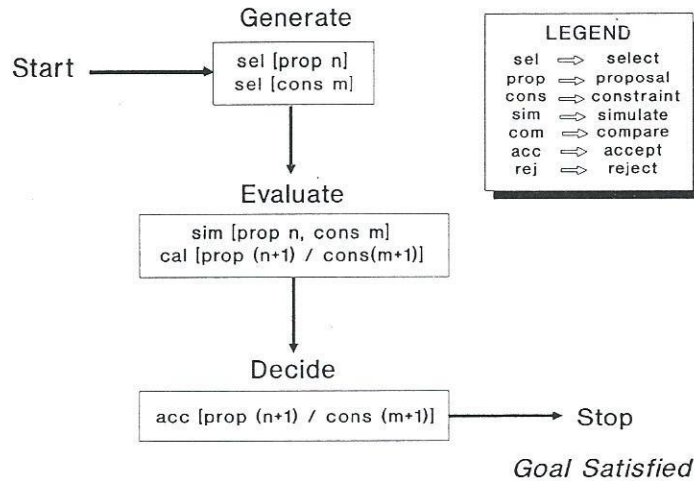 Generate
Start
sel [prop n]
sel [cons m]
Evaluate
sim [prop n, cons m]
cal [prop (n+1) / cons(m+1)]
Decide
acc [prop (n+1) / cons (m+1)]
Stop
Goal Satisfied
LEGEND
sel ⇒ select
prop ⇒ proposal
cons ⇒ constraint
sim ⇒ simulate
com ⇒ compare
acc ⇒ accept
rej ⇒ reject